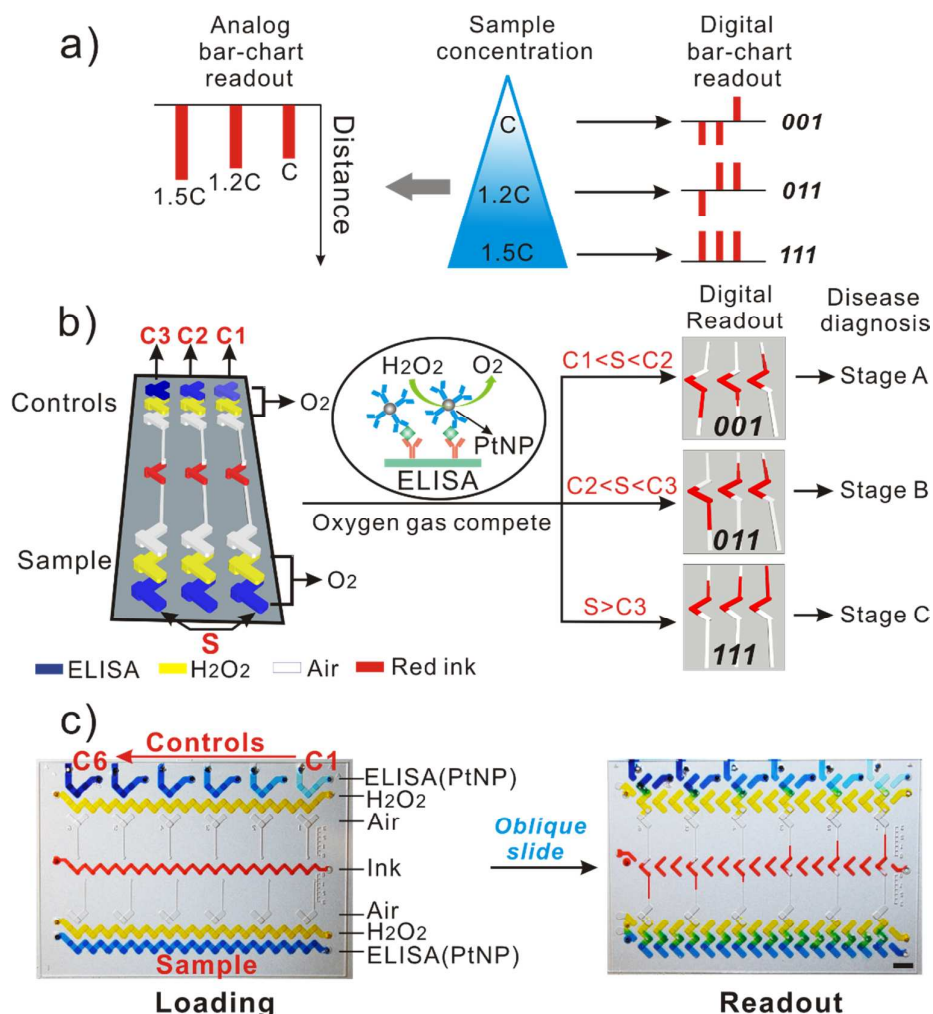 a)
Analog
bar-chart
readout
Sample
concentration
Digital
bar-chart
readout
Distance
1.5C
1.2C
C
C
1.2C
1.5C
001
011
111
b)
C3 C2 C1
Controls
O2
Sample
O2
S
H2O2
O2
PtNP
ELISA
Oxygen gas compete
Digital
Readout
Disease
diagnosis
C1<S<C2
001
Stage A
C2<S<C3
011
Stage B
S>C3
111
Stage C
ELISA
H2O2
Air
Red ink
c)
Controls
C6
C1
ELISA(PtNP)
H2O2
Air
Ink
Air
H2O2
ELISA(PtNP)
Sample
Loading
Oblique
slide
Readout